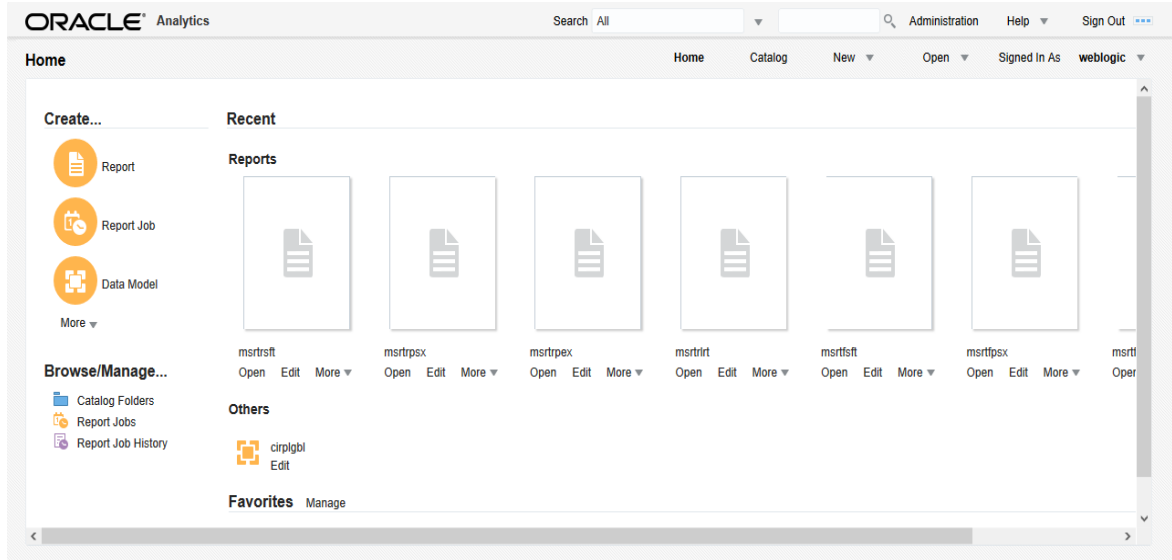 ORACLE® Analytics Search All Administration Help Sign Out
Home Home Catalog New Open Signed In As weblogic
Create...
Report
Report Job
Data Model
More
Browse/Manage...
Catalog Folders
Report Jobs
Report Job History
Recent
Reports
msrtrsft msrtrpsx msrtrpex msrtrlrt msrtfsft msrtfpsx
Open Edit More Open Edit More Open Edit More Open Edit More Open Edit More Open Edit More
Others
cirplgbl
Edit
Favorites Manage